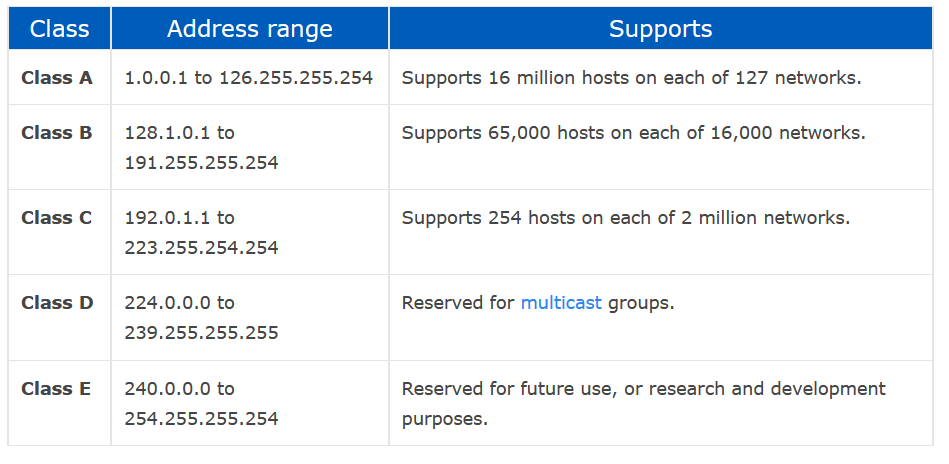 Class Address range Supports
Class A 1.0.0.1 to 126.255.255.254 Supports 16 million hosts on each of 127 networks.
Class B 128.1.0.1 to Supports 65,000 hosts on each of 16,000 networks.
191.255.255.254
Class C 192.0.1.1 to Supports 254 hosts on each of 2 million networks.
223.255.254.254
Class D 224.0.0.0 to Reserved for multicast groups.
239.255.255.255
Class E 240.0.0.0 to Reserved for future use, or research and development
254.255.255.254 purposes.